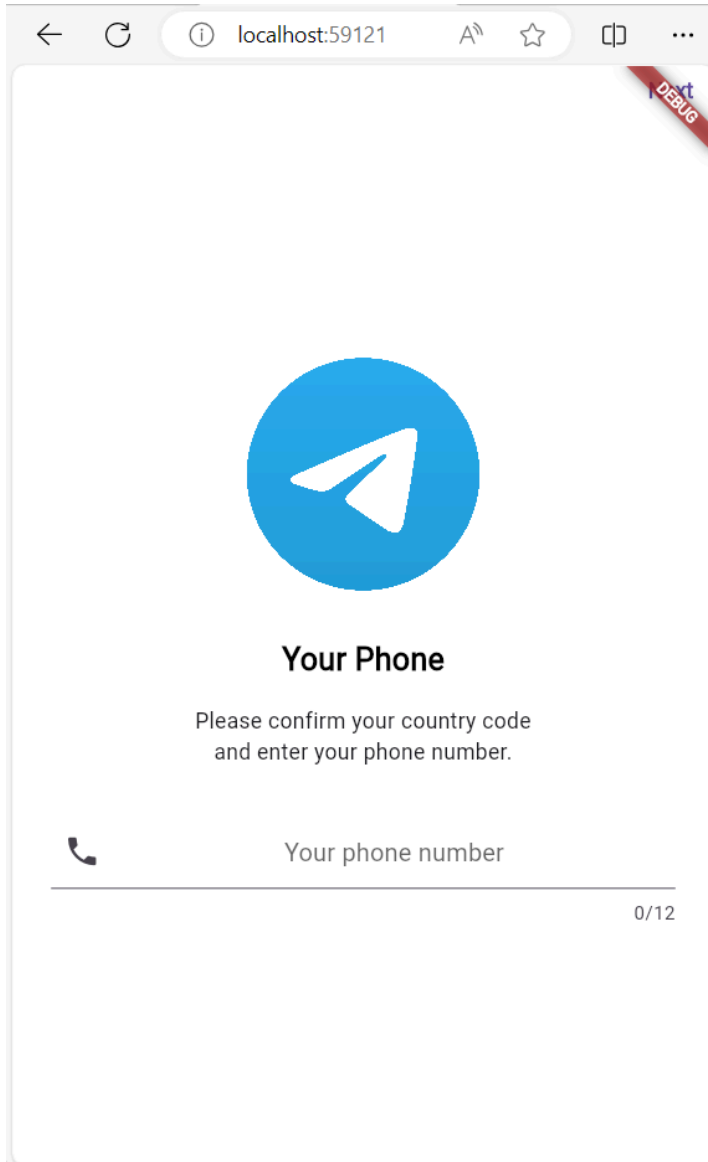 localhost:59121
Next
DEBUG
Your Phone
Please confirm your country code
and enter your phone number.
Your phone number
0/12